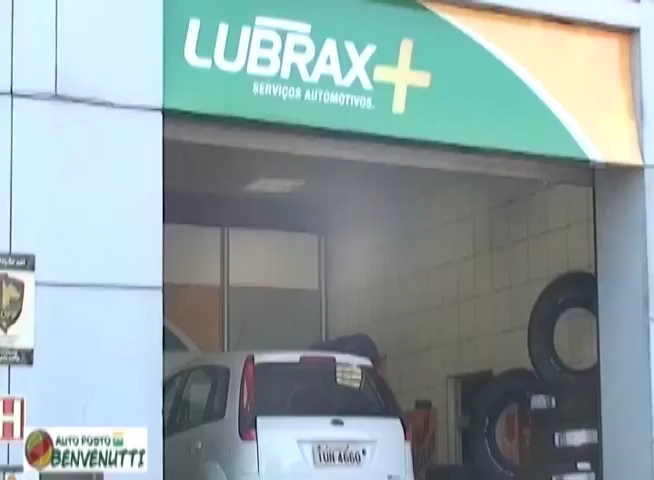 LUBRAX+
SERVIÇOS AUTOMOTIVOS.
H
AUTO POSTO
BENVENUTTI